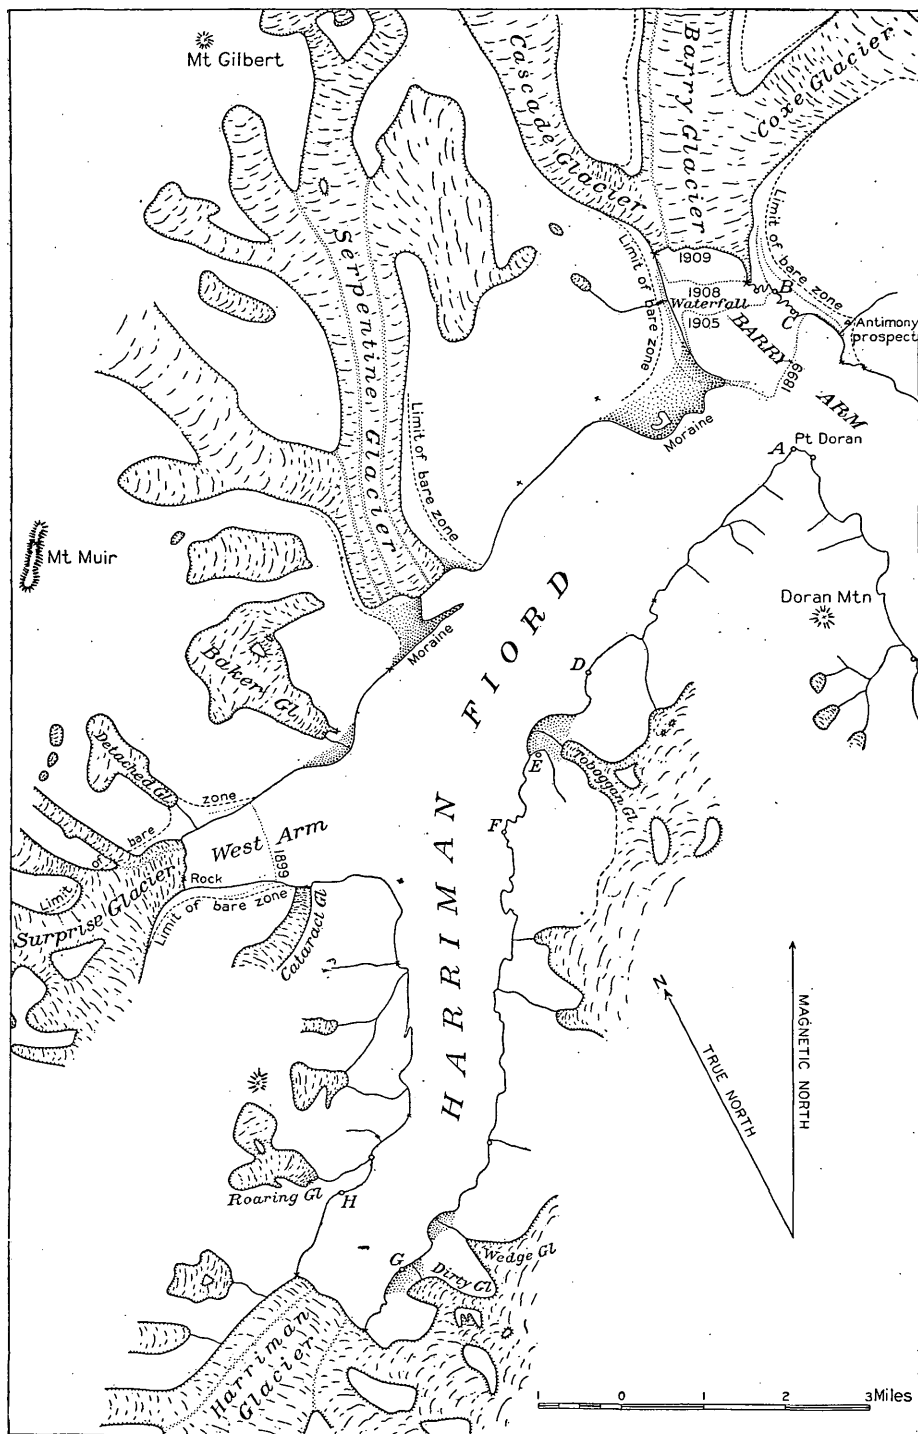 Mt Gilbert
Cascade Glacier
Barry Glacier
Coxe Glacier
Serpentine Glacier
Limit of bare zone
Limit of bare zone
1909
1908
Waterfall
1905
B
C
BARRY ARM
1899
Antimony
prospect
Moraine
A
Pt Doran
Limit of bare zone
Mt Muir
Doran Mtn
Baker Gl
Moraine
HARRIMAN FIORD
D
Detached Gl
E
Toboggan Gl
Limit of bare zone
West Arm
1899
F
Rock
Surprise Glacier
Limit of bare zone
Cataract Gl
N
TRUE NORTH
MAGNETIC NORTH
Roaring Gl
H
G
Dirty Gl
Wedge Gl
Harriman
Glacier
1 0 1 2 3 Miles